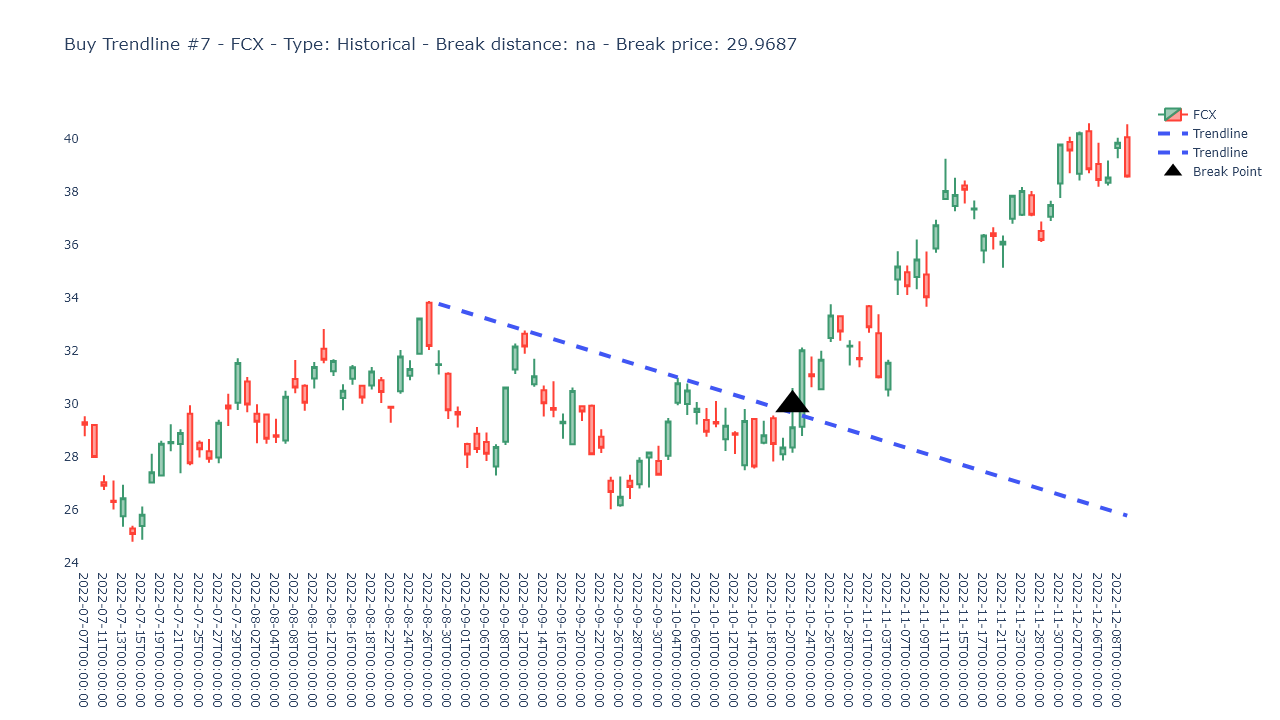 Buy Trendline #7 - FCX - Type: Historical - Break distance: na - Break price: 29.9687
FCX
Trendline
Trendline
Break Point
40
38
36
34
32
30
28
26
24
2022-07-07T00:00:00
2022-07-11T00:00:00
2022-07-13T00:00:00
2022-07-15T00:00:00
2022-07-19T00:00:00
2022-07-21T00:00:00
2022-07-25T00:00:00
2022-07-27T00:00:00
2022-07-29T00:00:00
2022-08-02T00:00:00
2022-08-04T00:00:00
2022-08-08T00:00:00
2022-08-10T00:00:00
2022-08-12T00:00:00
2022-08-16T00:00:00
2022-08-18T00:00:00
2022-08-22T00:00:00
2022-08-24T00:00:00
2022-08-26T00:00:00
2022-08-30T00:00:00
2022-09-01T00:00:00
2022-09-06T00:00:00
2022-09-08T00:00:00
2022-09-12T00:00:00
2022-09-14T00:00:00
2022-09-16T00:00:00
2022-09-20T00:00:00
2022-09-22T00:00:00
2022-09-26T00:00:00
2022-09-28T00:00:00
2022-09-30T00:00:00
2022-10-04T00:00:00
2022-10-06T00:00:00
2022-10-10T00:00:00
2022-10-12T00:00:00
2022-10-14T00:00:00
2022-10-18T00:00:00
2022-10-20T00:00:00
2022-10-24T00:00:00
2022-10-26T00:00:00
2022-10-28T00:00:00
2022-11-01T00:00:00
2022-11-03T00:00:00
2022-11-07T00:00:00
2022-11-09T00:00:00
2022-11-11T00:00:00
2022-11-15T00:00:00
2022-11-17T00:00:00
2022-11-21T00:00:00
2022-11-23T00:00:00
2022-11-28T00:00:00
2022-11-30T00:00:00
2022-12-02T00:00:00
2022-12-06T00:00:00
2022-12-08T00:00:00